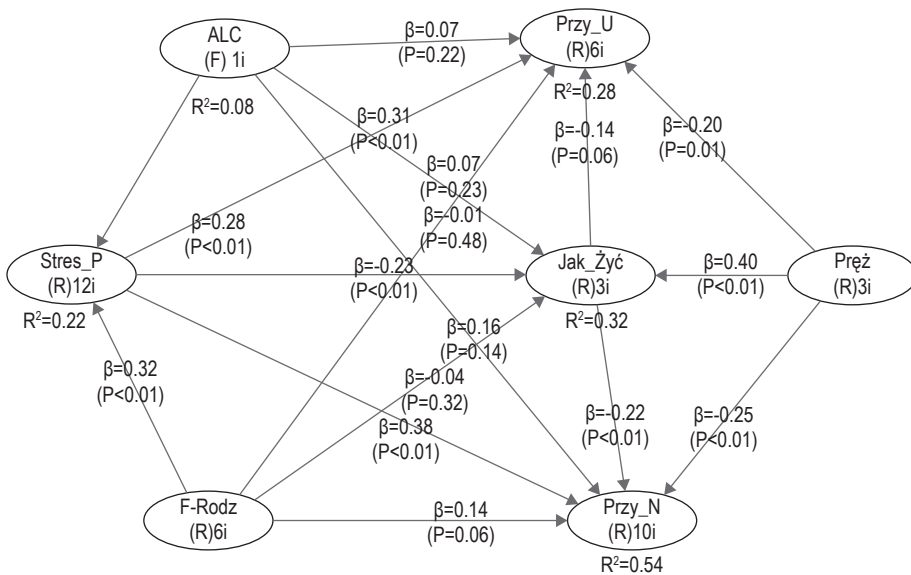 ALC
(F) 1i
R²=0.08
β=0.07
(P=0.22)
Przy_U
(R)6i
R²=0.28
β=0.31
(P<0.01)
β=-0.14
(P=0.06)
β=-0.20
(P=0.01)
β=0.07
(P=0.23)
β=-0.01
(P=0.48)
β=0.28
(P<0.01)
Stres_P
(R)12i
R²=0.22
β=-0.23
(P<0.01)
Jak_Żyć
(R)3i
R²=0.32
β=0.40
(P<0.01)
Pręż
(R)3i
β=0.16
(P=0.14)
β=0.32
(P<0.01)
β=-0.04
(P=0.32)
β=0.38
(P<0.01)
β=-0.22
(P<0.01)
β=-0.25
(P<0.01)
F-Rodz
(R)6i
β=0.14
(P=0.06)
Przy_N
(R)10i
R²=0.54